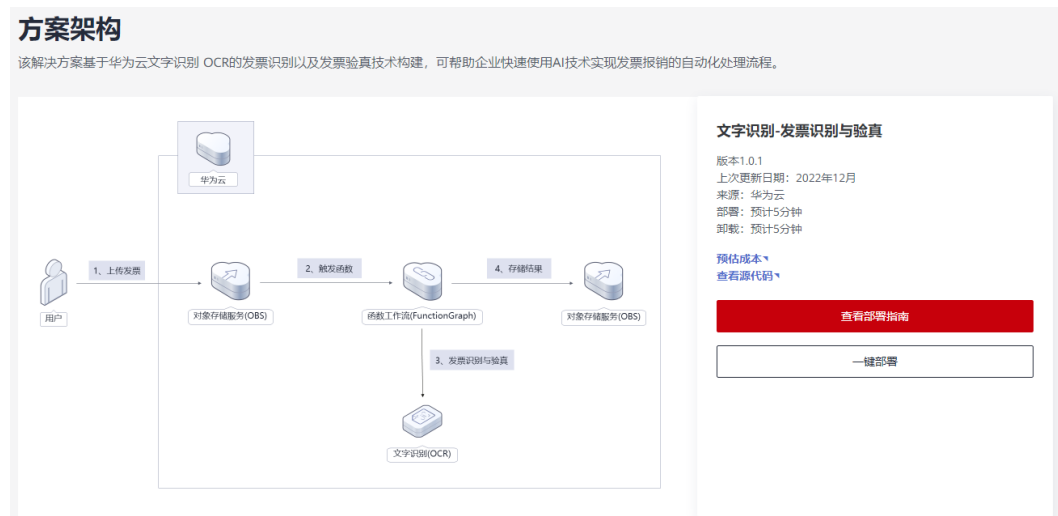 方案架构
该解决方案基于华为云文字识别 OCR的发票识别以及发票验真技术构建，可帮助企业快速使用AI技术实现发票报销的自动化处理流程。
华为云
1、上传发票
2、触发函数
4、存储结果
用户
对象存储服务(OBS)
函数工作流(FunctionGraph)
对象存储服务(OBS)
3、发票识别与验真
文字识别(OCR)
文字识别-发票识别与验真
版本1.0.1
上次更新日期：2022年12月
来源：华为云
部署：预计5分钟
卸载：预计5分钟
预估成本
查看源代码
查看部署指南
一键部署